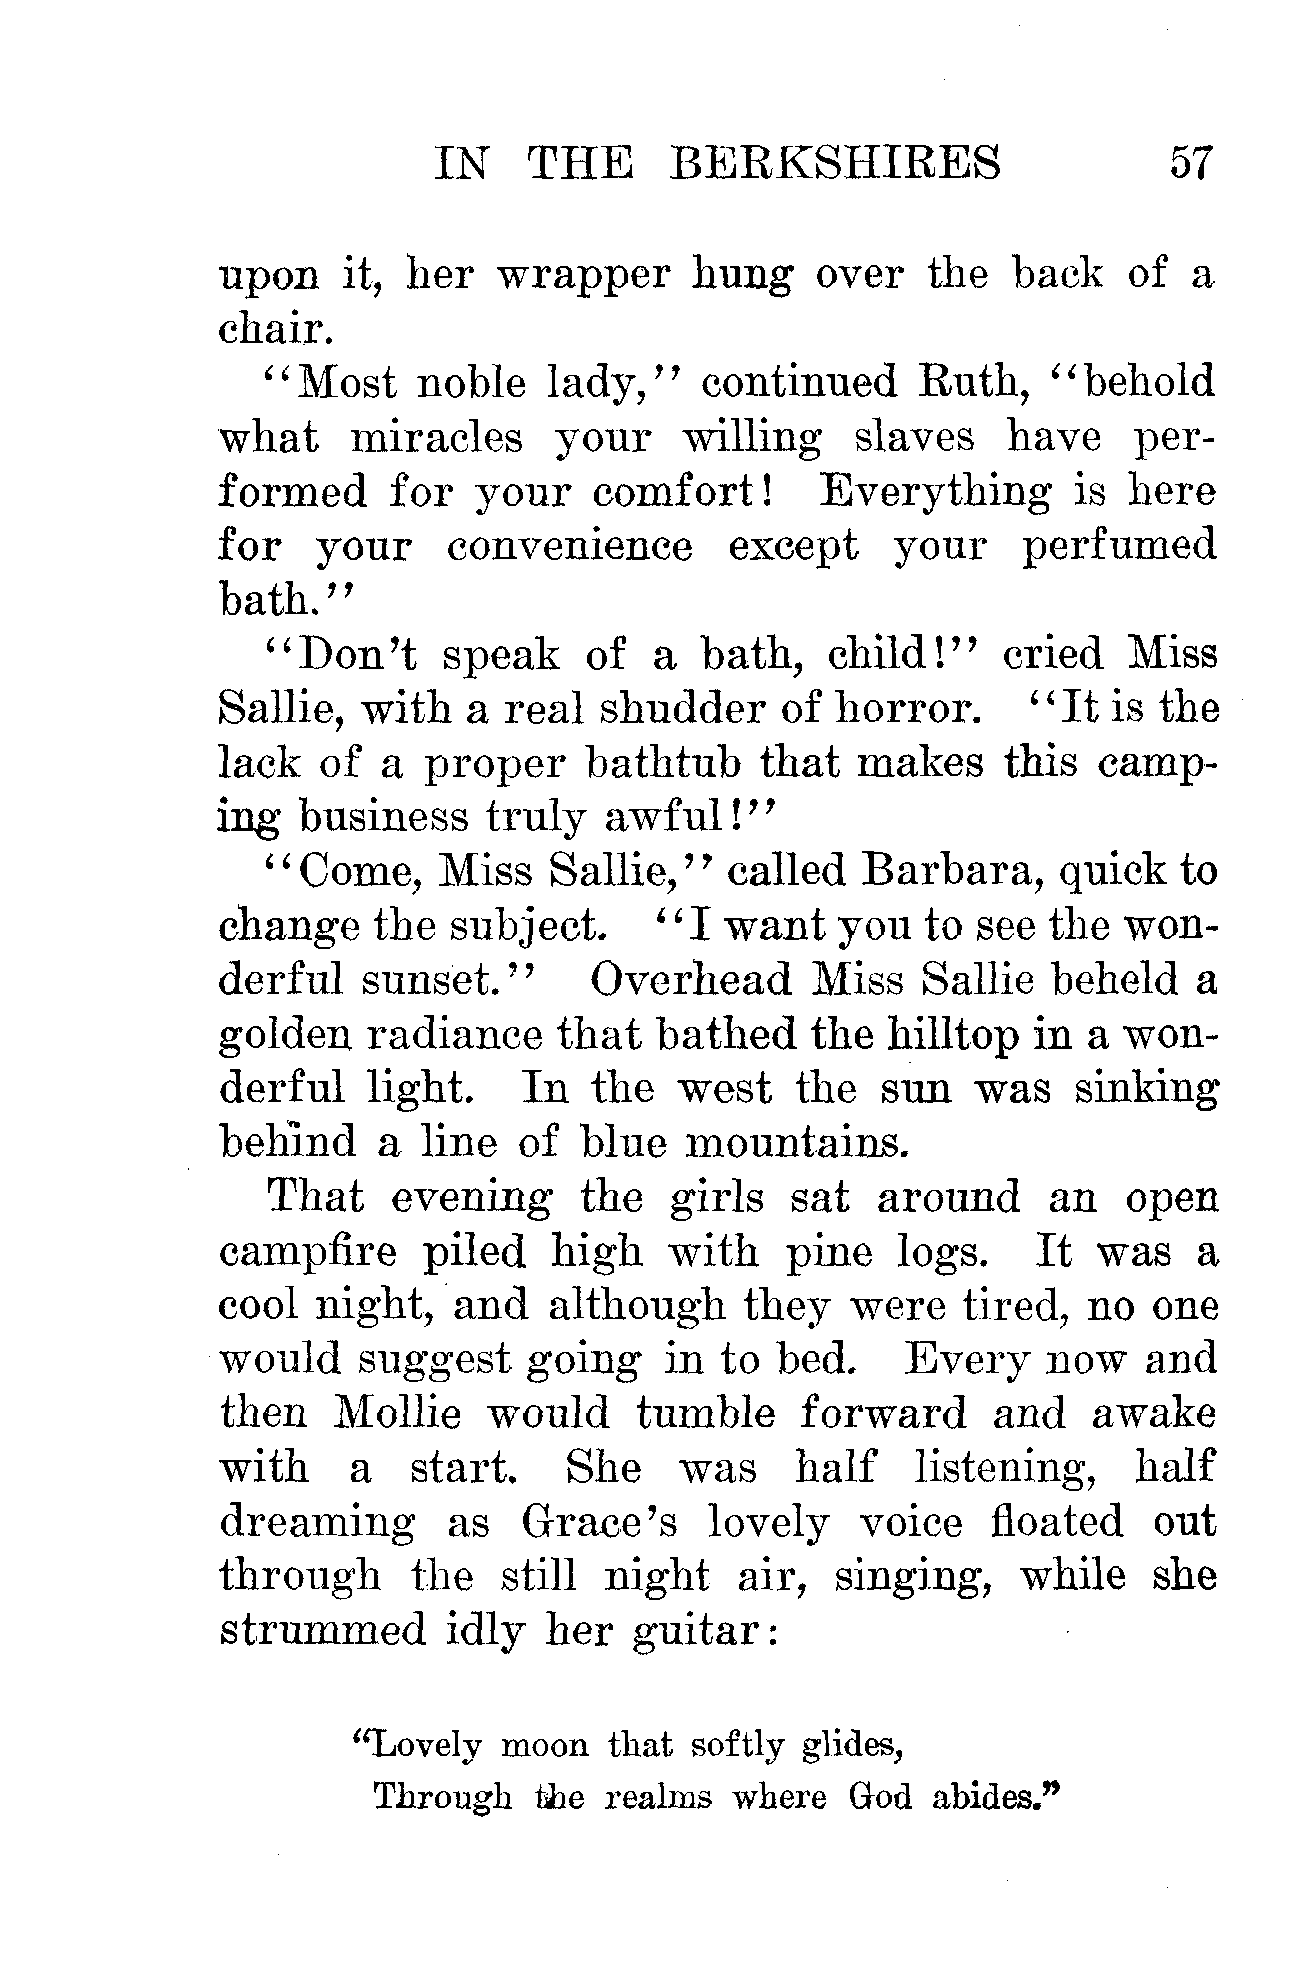 IN THE BERKSHIRES 57
upon it, her wrapper hung over the back of a
chair.
"Most noble lady," continued Ruth, "behold
what miracles your willing slaves have per-
formed for your comfort! Everything is here
for your convenience except your perfumed
bath."
"Don't speak of a bath, child!" cried Miss
Sallie, with a real shudder of horror. "It is the
lack of a proper bathtub that makes this camp-
ing business truly awful!"
"Come, Miss Sallie," called Barbara, quick to
change the subject. "I want you to see the won-
derful sunset." Overhead Miss Sallie beheld a
golden radiance that bathed the hilltop in a won-
derful light. In the west the sun was sinking
behind a line of blue mountains.
That evening the girls sat around an open
campfire piled high with pine logs. It was a
cool night, and although they were tired, no one
would suggest going in to bed. Every now and
then Mollie would tumble forward and awake
with a start. She was half listening, half
dreaming as Grace's lovely voice floated out
through the still night air, singing, while she
strummed idly her guitar:
"Lovely moon that softly glides,
Through the realms where God abides."